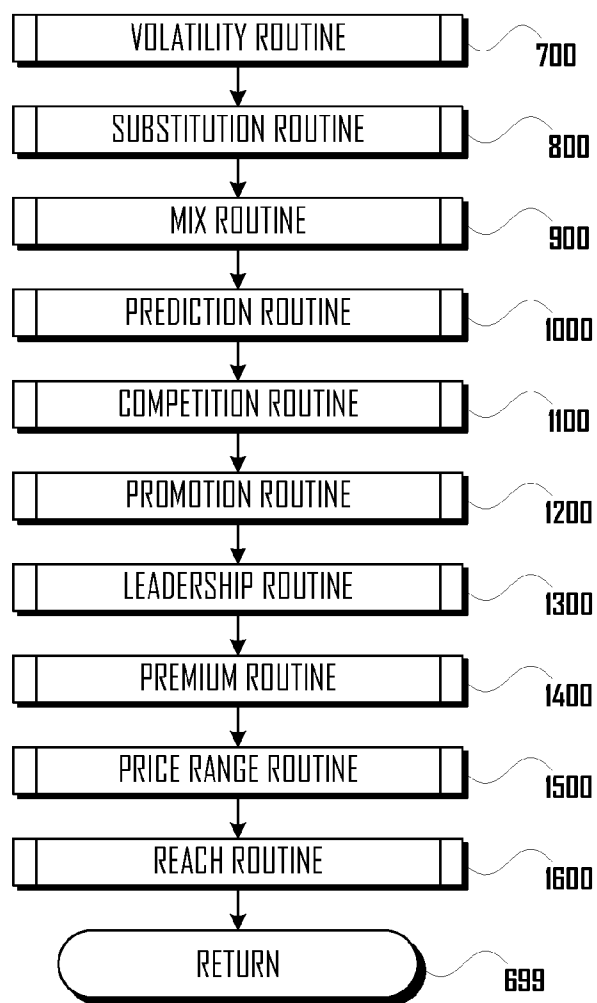 VOLATILITY ROUTINE
700
SUBSTITUTION ROUTINE
800
MIX ROUTINE
900
PREDICTION ROUTINE
1000
COMPETITION ROUTINE
1100
PROMOTION ROUTINE
1200
LEADERSHIP ROUTINE
1300
PREMIUM ROUTINE
1400
PRICE RANGE ROUTINE
1500
REACH ROUTINE
1600
RETURN
699